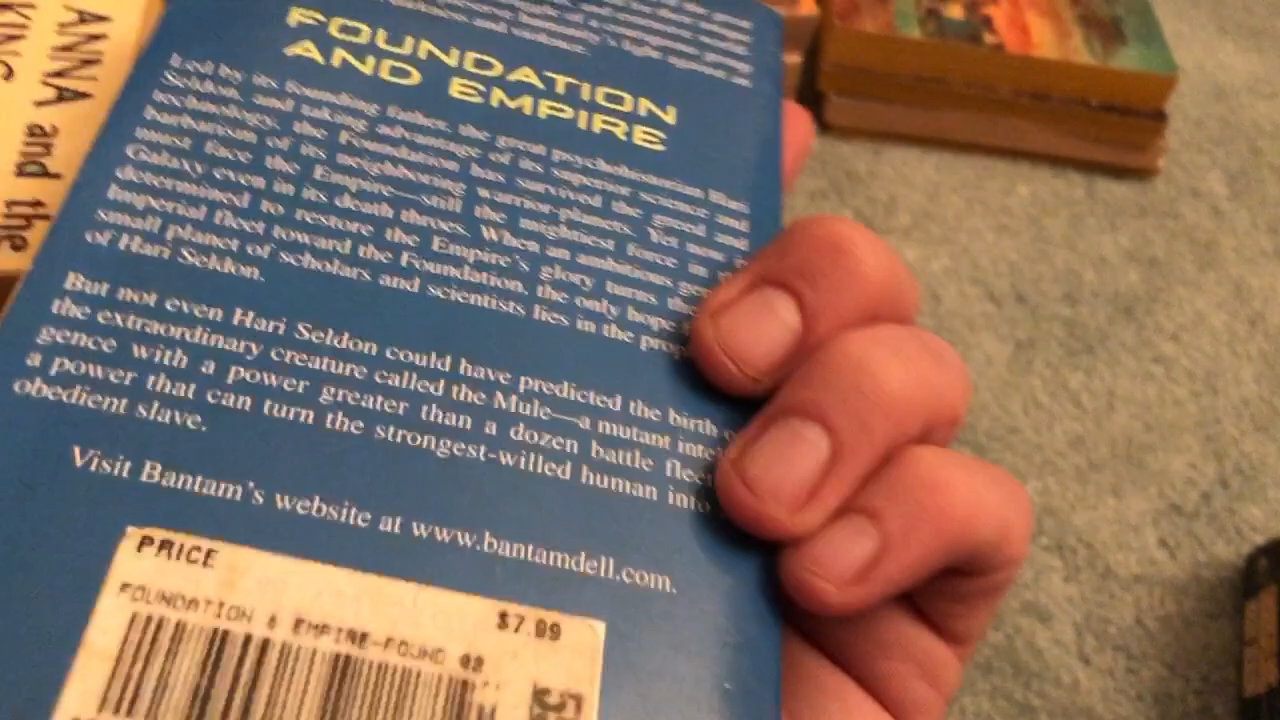 ANNA and the
KING
FOUNDATION
AND EMPIRE
Led by its founding father, the great psychohistorian Hari
Seldon, and taking advantage of its superior science and
technology, the Foundation has survived the greed and
barbarism of its neighboring warrior-planets. Yet now it
must face the Empire—still the mightiest force in
Galaxy even in its death throes. When an ambitious
determined to restore the Empire's glory turns the
Imperial fleet toward the Foundation, the only hope
small planet of scholars and scientists lies in the
of Hari Seldon.
But not even Hari Seldon could have predicted the birth
the extraordinary creature called the Mule—a mutant
gence with a power greater than a dozen battle
a power that can turn the strongest-willed human into
obedient slave.
Visit Bantam's website at www.bantamdell.com.
PRICE
$7.99
FOUNDATION & EMPIRE-FOUND 02